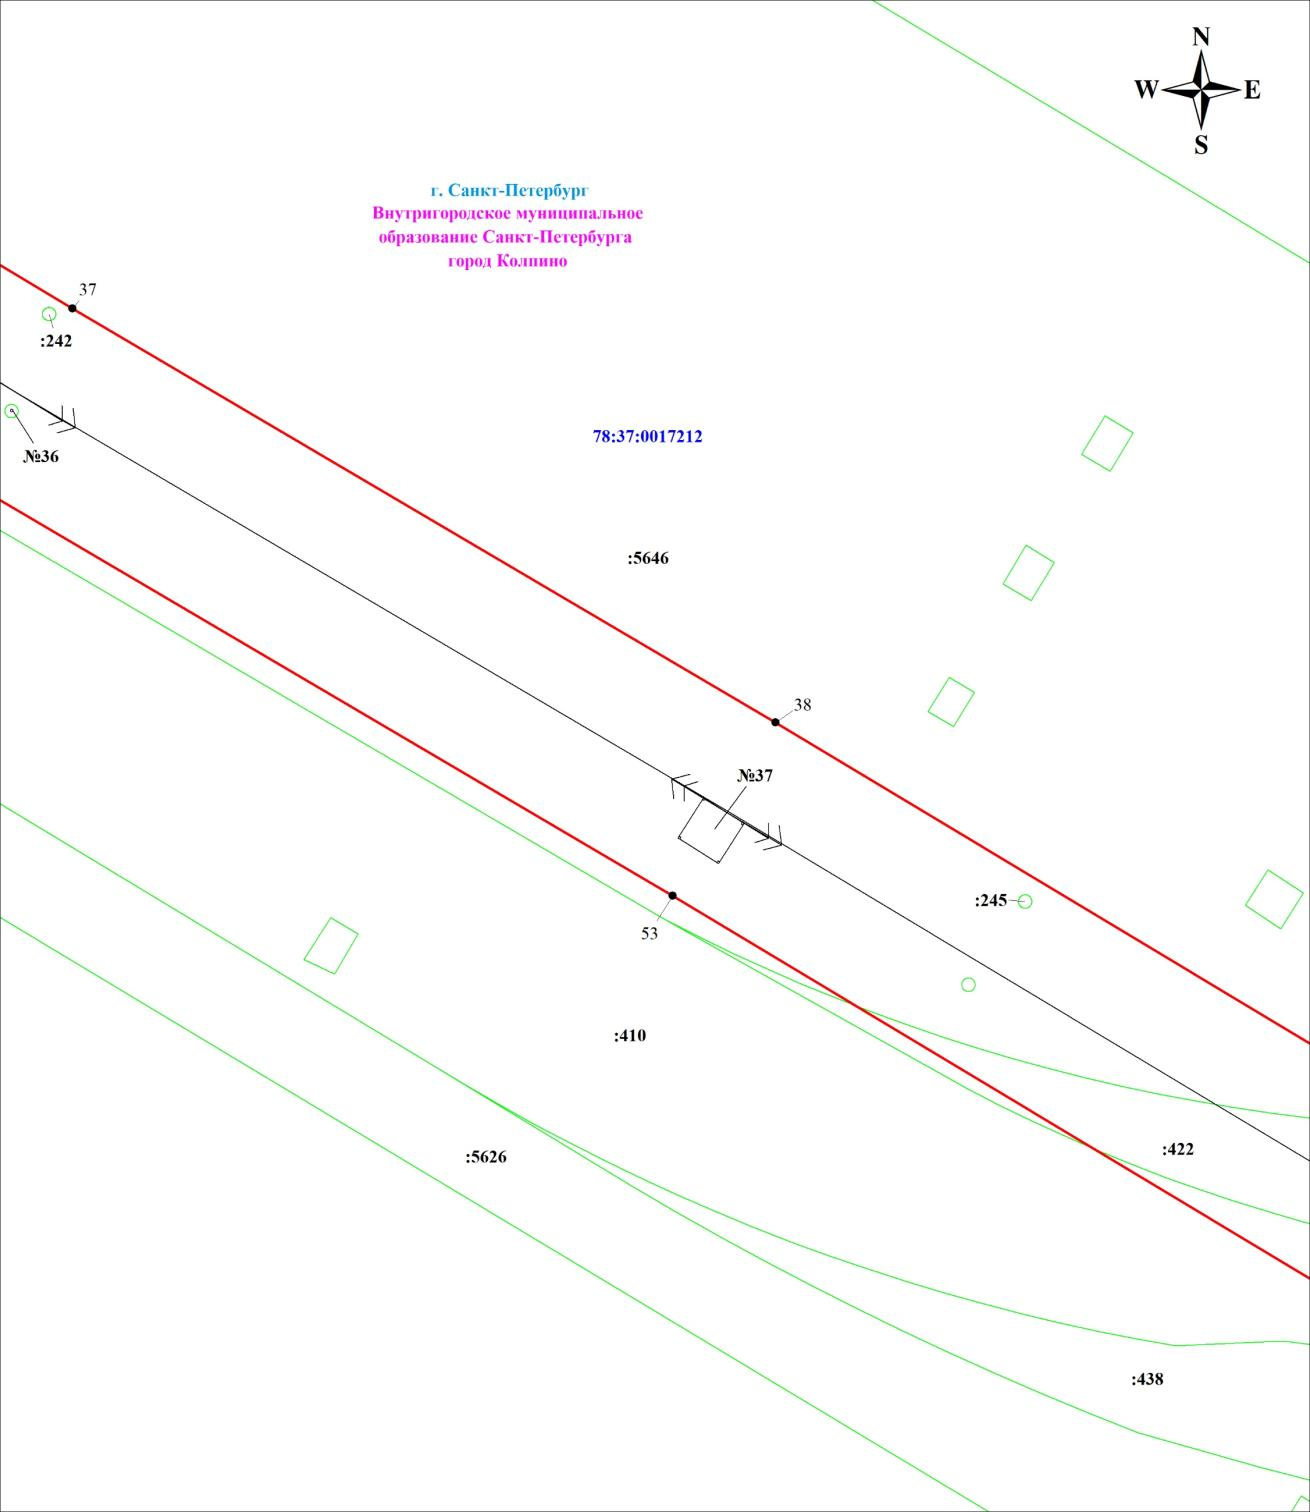 N
W E
S
г. Санкт-Петербург
Внутригородское муниципальное
образование Санкт-Петербурга
город Колпино
37
:242
78:37:0017212
№36
:5646
38
№37
:245
53
:410
:422
:5626
:438